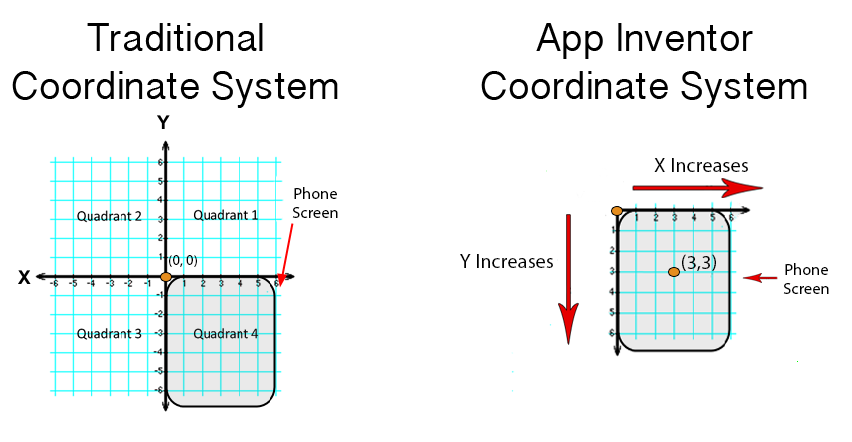 Traditional
Coordinate System
Y
6
5
4
3
2
1
Quadrant 2
Quadrant 1
Phone
Screen
(0, 0)
X
-6 -5 -4 -3 -2 -1 1 2 3 4 5 6
-1
-2
-3
-4
-5
-6
Quadrant 3
Quadrant 4
App Inventor
Coordinate System
X Increases
1 2 3 4 5 6
Y Increases
1
2
3
4
5
6
(3,3)
Phone
Screen